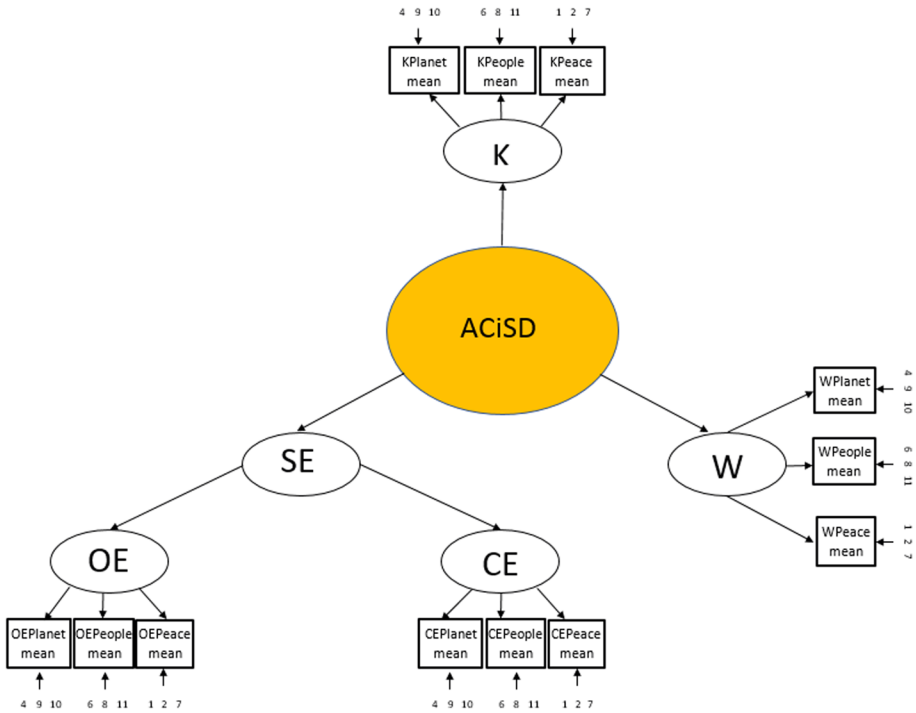 4 9 10 6 8 11 1 2 7
KPlanet mean
KPeople mean
KPeace mean
K
ACiSD
WPlanet mean
4 9 10
SE
W
WPeople mean
6 8 11
WPeace mean
1 2 7
OE
CE
OEPlanet mean
OEPeople mean
OEPeace mean
CEPlanet mean
CEPeople mean
CEPeace mean
4 9 10 6 8 11 1 2 7
4 9 10 6 8 11 1 2 7